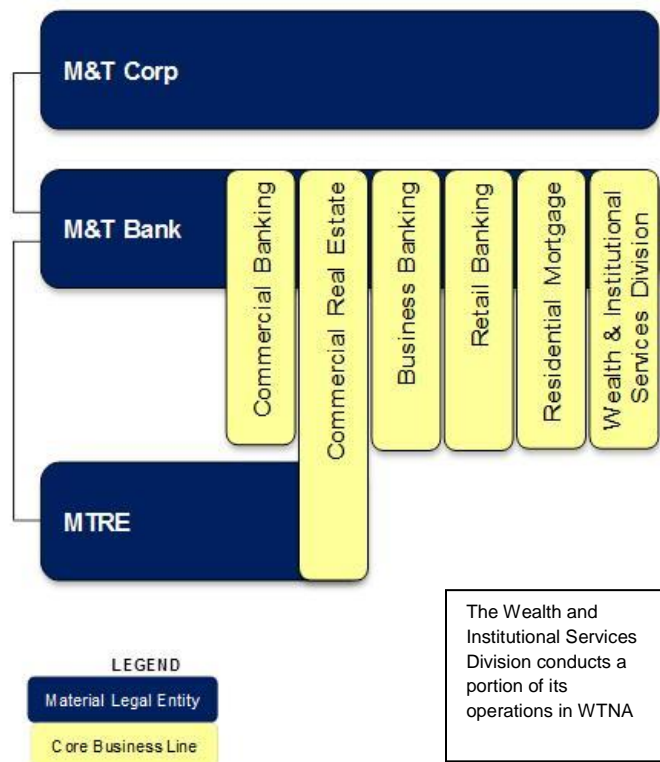 M&T Corp
M&T Bank
Commercial Banking
Commercial Real Estate
Business Banking
Retail Banking
Residential Mortgage
Wealth & Institutional
Services Division
MTRE
The Wealth and
Institutional Services
Division conducts a
portion of its
operations in WTNA
LEGEND
Material Legal Entity
Core Business Line